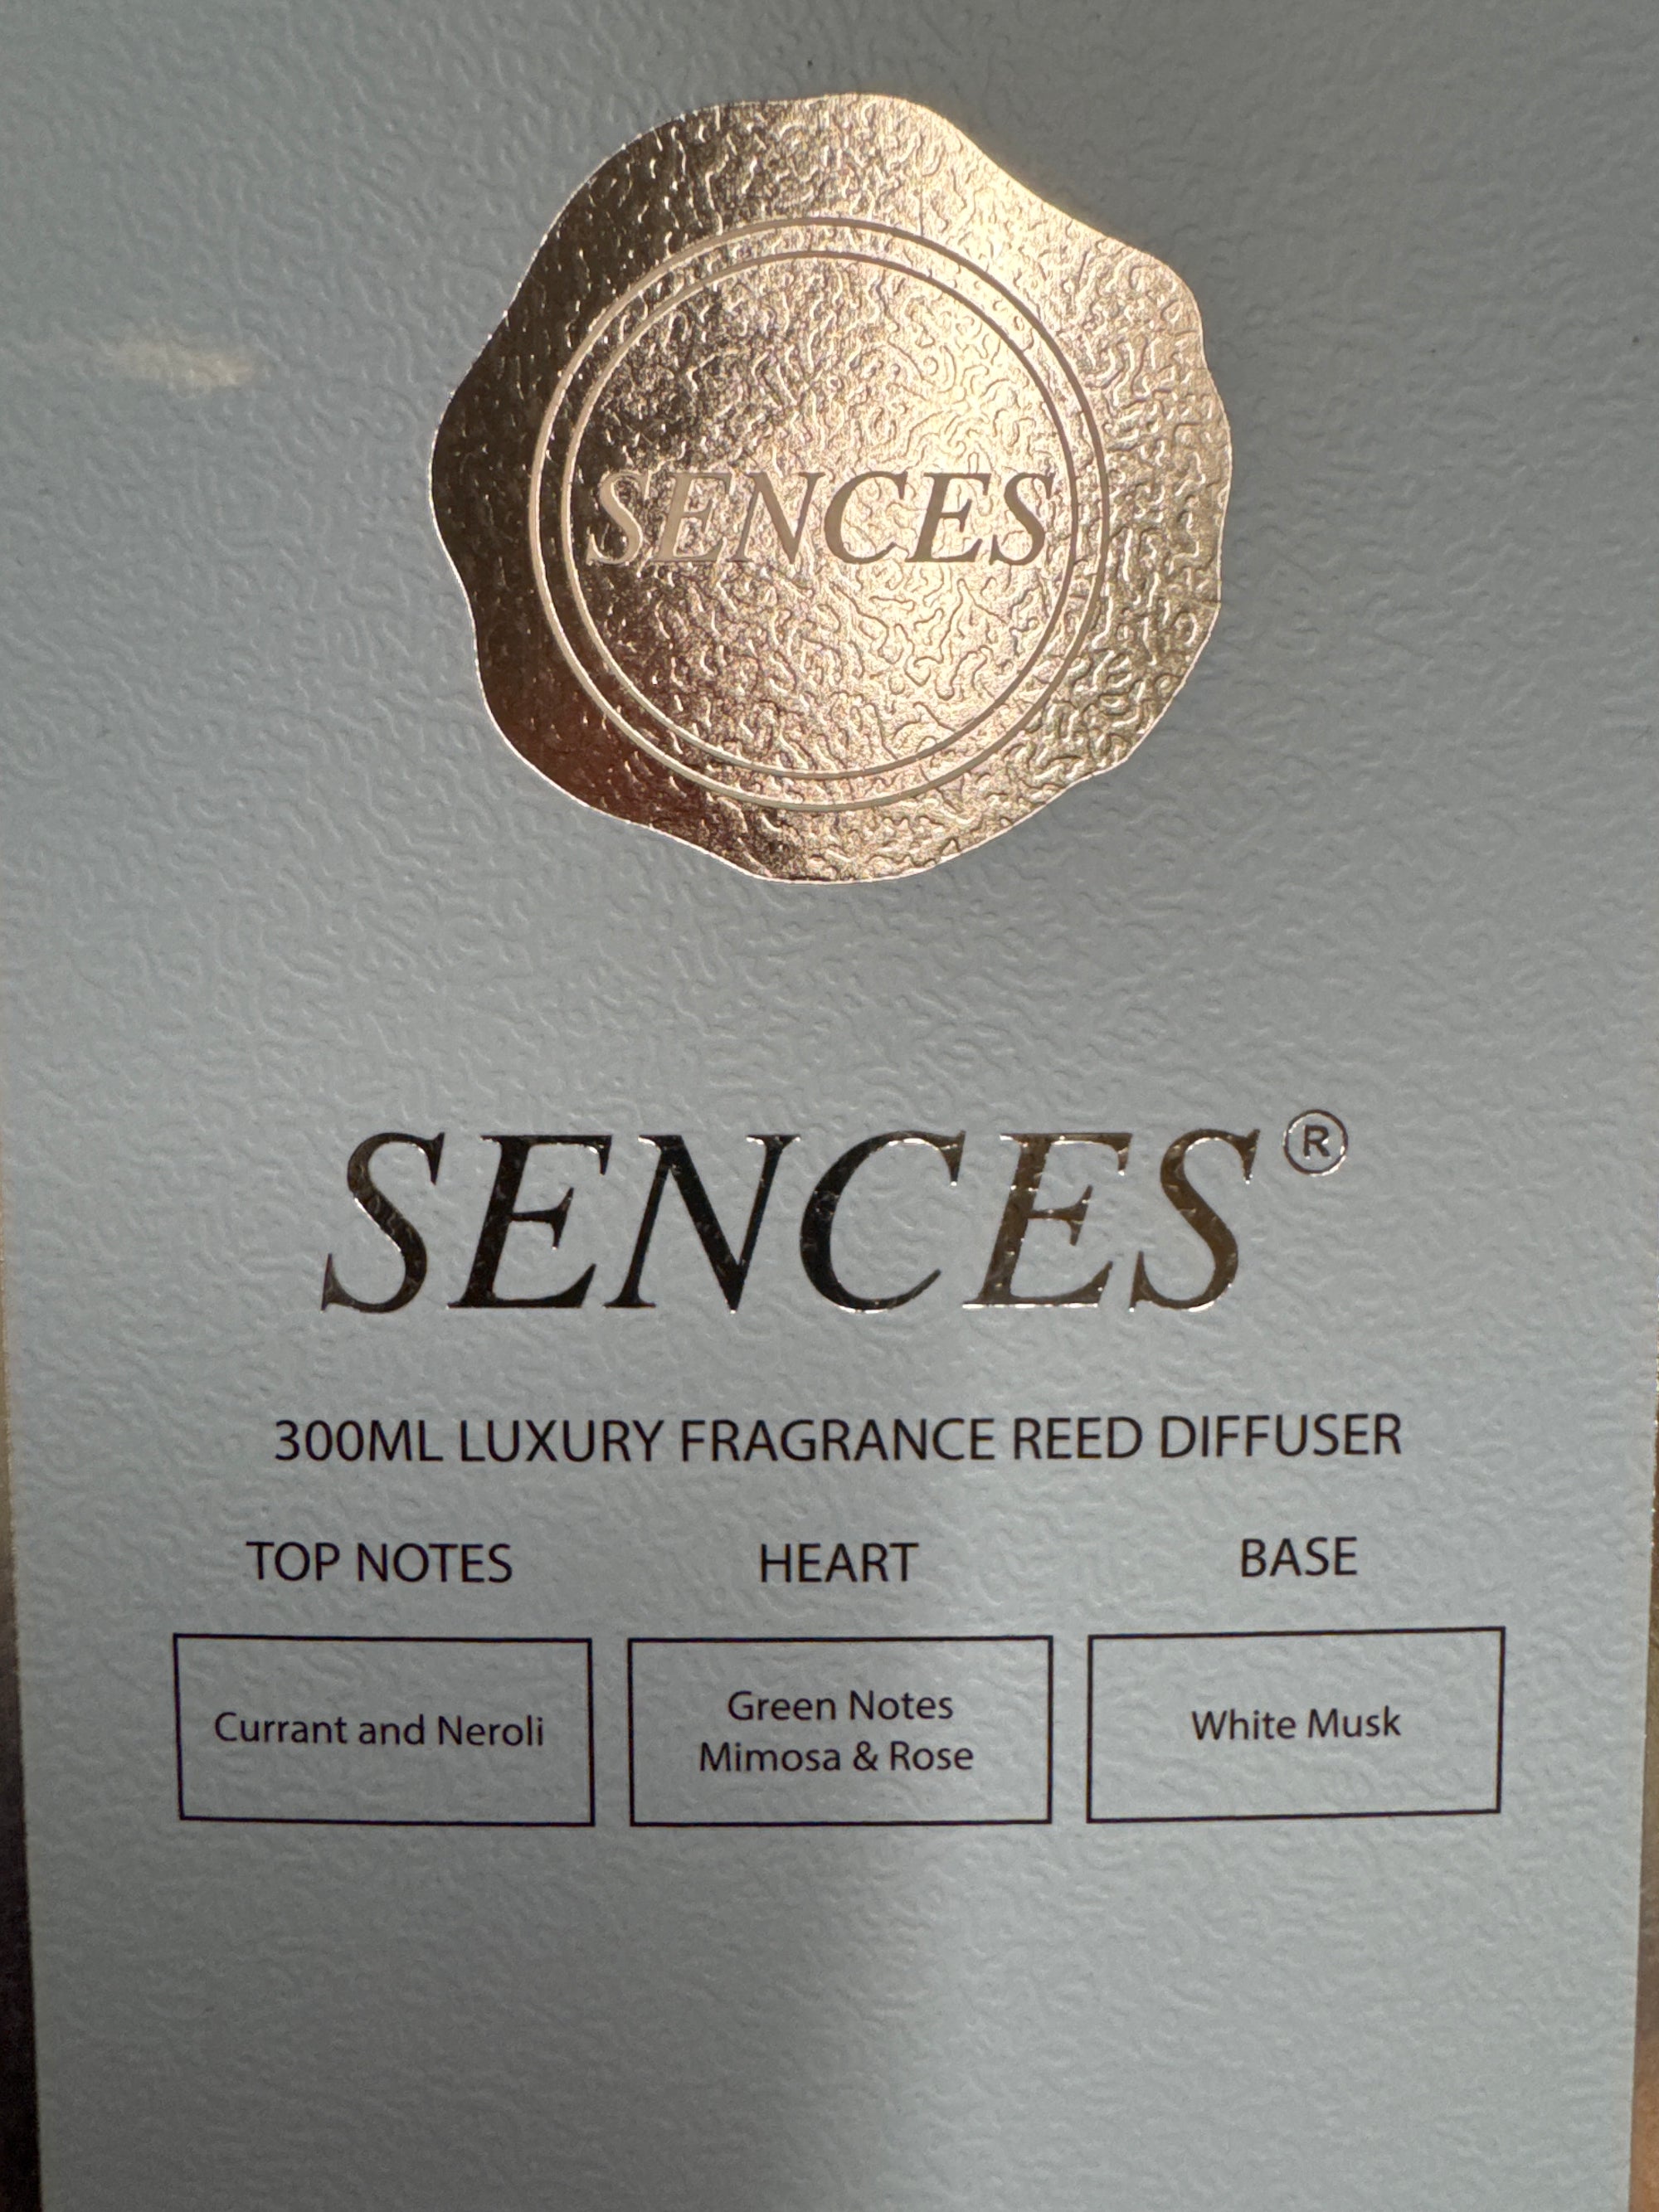 SENCES
SENCES®
300ML LUXURY FRAGRANCE REED DIFFUSER
TOP NOTES HEART BASE
Currant and Neroli
Green Notes
Mimosa & Rose
White Musk